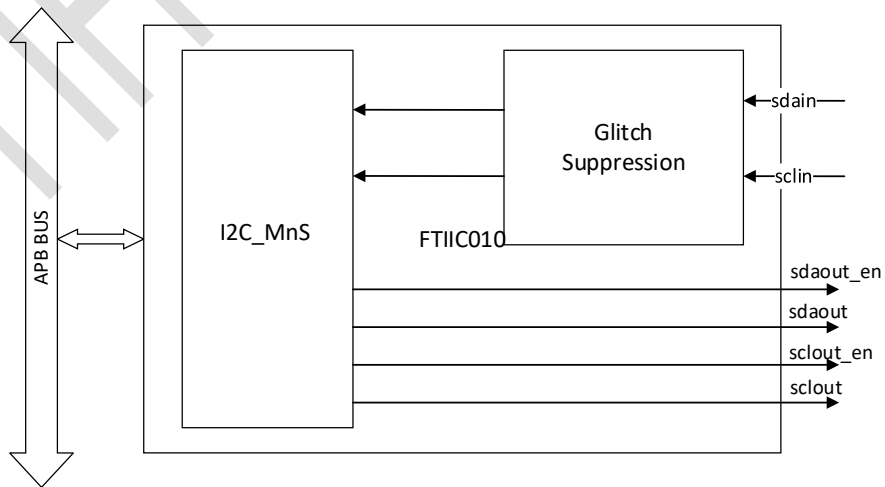 Glitch
Suppression
sdain
sclin
I2C_MnS
FTIIC010
APB BUS
sdaout_en
sdaout
sclout_en
sclout